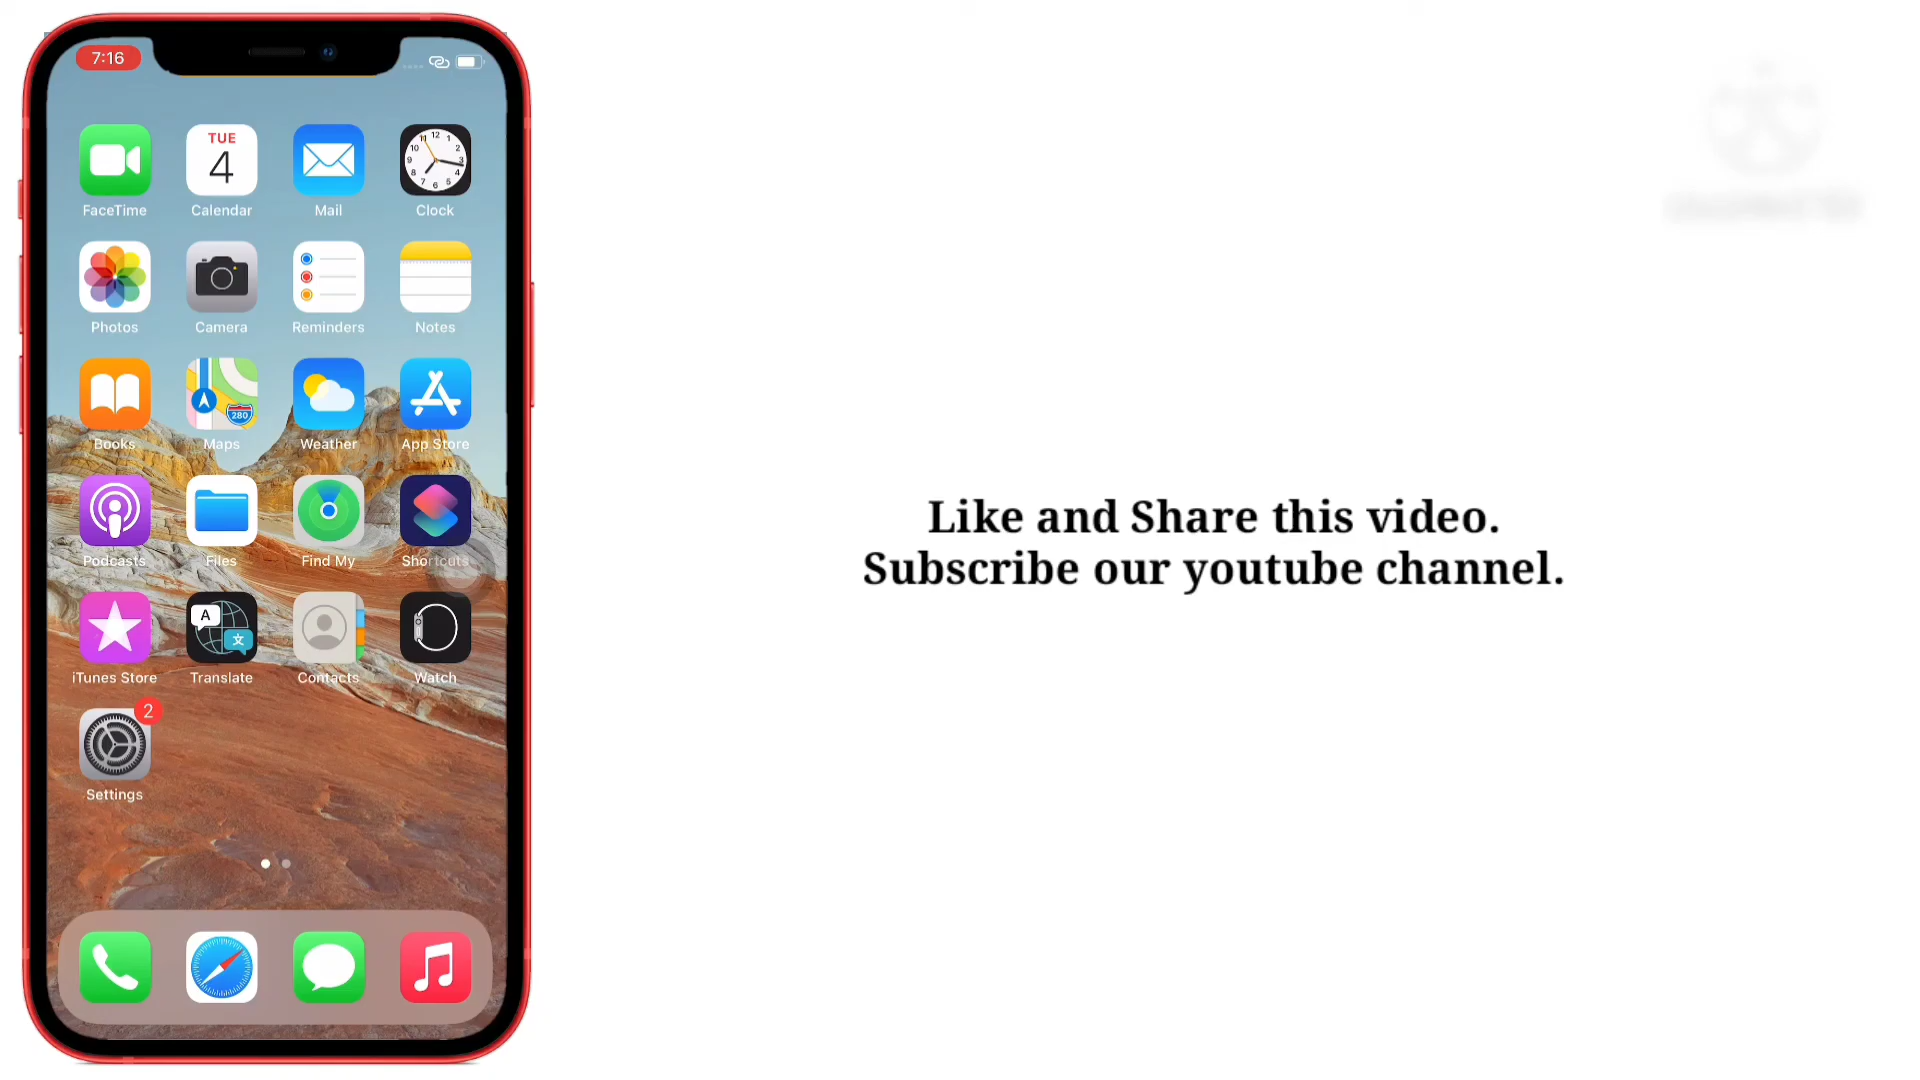 7:16
TUE
4
FaceTime
Calendar
Mail
Clock
Photos
Camera
Reminders
Notes
280
Books
Maps
Weather
App Store
Podcasts
Files
Find My
Shortcuts
A
文
iTunes Store
Translate
Contacts
Watch
2
Settings
Like and Share this video.
Subscribe our youtube channel.